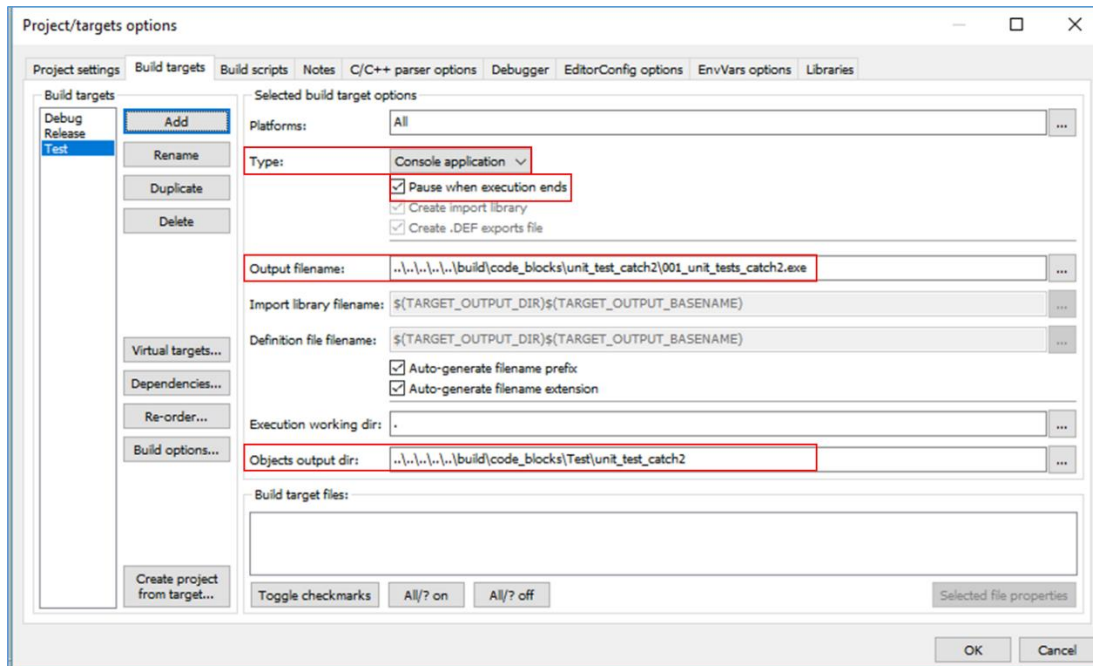 Project/targets options
Project settings Build targets Build scripts Notes C/C++ parser options Debugger EditorConfig options EnvVars options Libraries
Build targets
Debug
Release
Test
Add
Rename
Duplicate
Delete
Virtual targets...
Dependencies...
Re-order...
Build options...
Create project
from target...
Selected build target options
Platforms: All ...
Type: Console application
Pause when execution ends
Create import library
Create .DEF exports file
Output filename: ..\..\..\..\..\build\code_blocks\unit_test_catch2\001_unit_tests_catch2.exe ...
Import library filename: $(TARGET_OUTPUT_DIR)$(TARGET_OUTPUT_BASENAME) ...
Definition file filename: $(TARGET_OUTPUT_DIR)$(TARGET_OUTPUT_BASENAME) ...
Auto-generate filename prefix
Auto-generate filename extension
Execution working dir: . ...
Objects output dir: ..\..\..\..\..\build\code_blocks\Test\unit_test_catch2 ...
Build target files:
Toggle checkmarks All/? on All/? off Selected file properties
OK Cancel